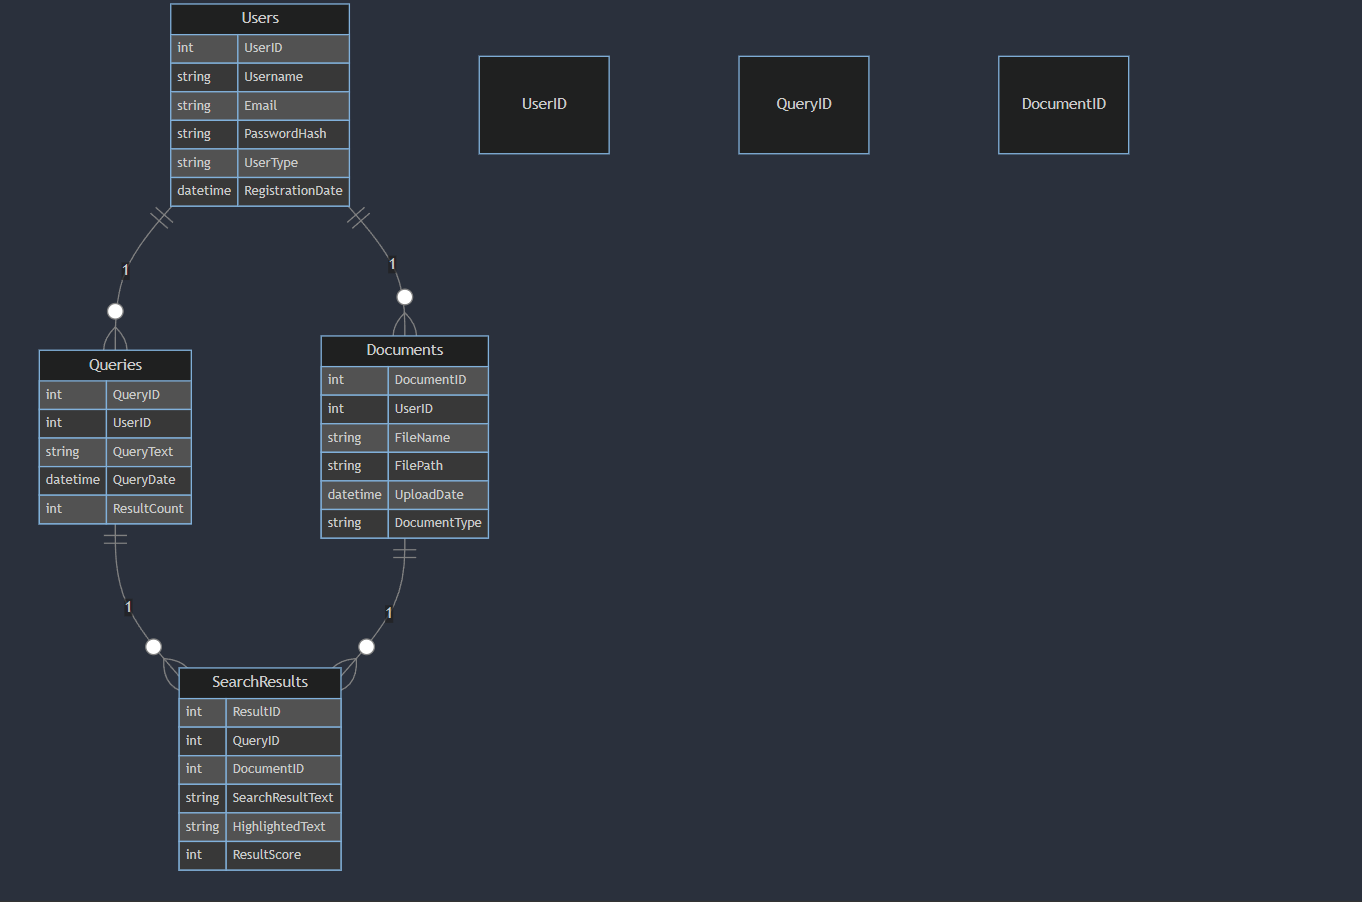 Users
int UserID
string Username
string Email
string PasswordHash
string UserType
datetime RegistrationDate
UserID
QueryID
DocumentID
1
1
Queries
int QueryID
int UserID
string QueryText
datetime QueryDate
int ResultCount
Documents
int DocumentID
int UserID
string FileName
string FilePath
datetime UploadDate
string DocumentType
1
1
SearchResults
int ResultID
int QueryID
int DocumentID
string SearchResultText
string HighlightedText
int ResultScore